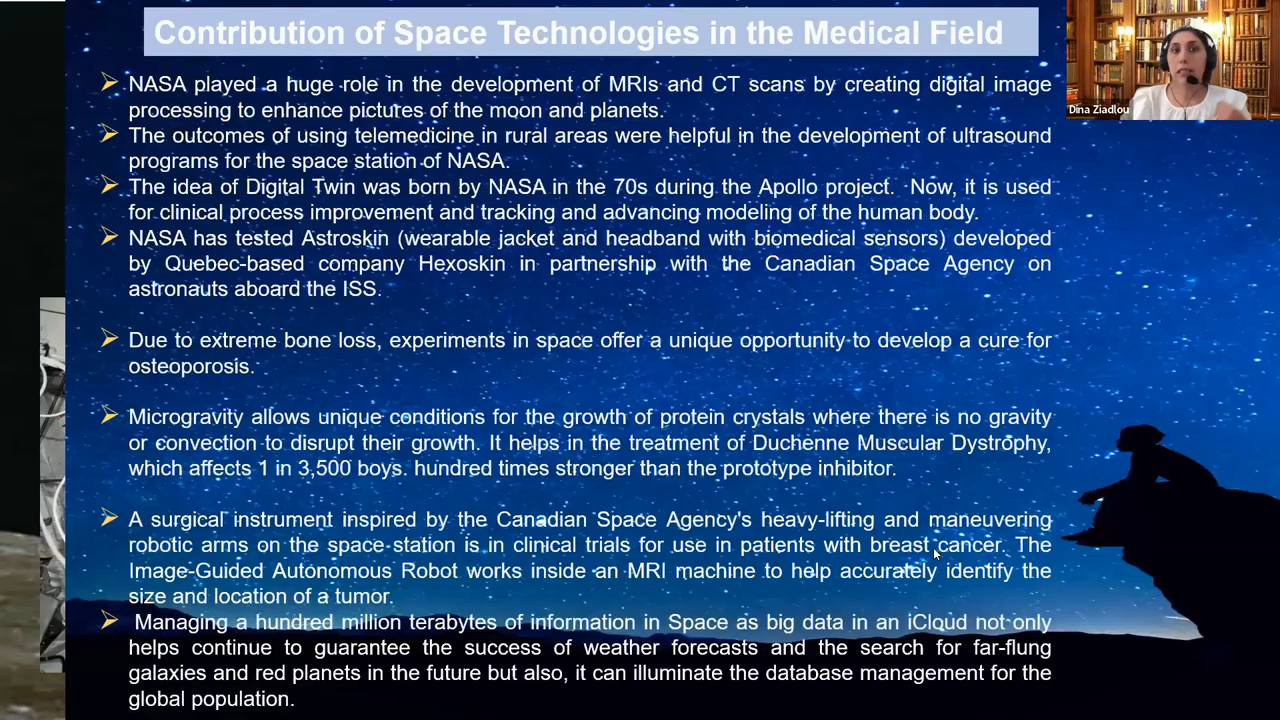 Contribution of Space Technologies in the Medical Field
Dina Ziadlou
NASA played a huge role in the development of MRIs and CT scans by creating digital image
processing to enhance pictures of the moon and planets.
The outcomes of using telemedicine in rural areas were helpful in the development of ultrasound
programs for the space station of NASA.
The idea of Digital Twin was born by NASA in the 70s during the Apollo project. Now, it is used
for clinical process improvement and tracking and advancing modeling of the human body.
NASA has tested Astroskin (wearable jacket and headband with biomedical sensors) developed
by Quebec-based company Hexoskin in partnership with the Canadian Space Agency on
astronauts aboard the ISS.
Due to extreme bone loss, experiments in space offer a unique opportunity to develop a cure for
osteoporosis.
Microgravity allows unique conditions for the growth of protein crystals where there is no gravity
or convection to disrupt their growth. It helps in the treatment of Duchenne Muscular Dystrophy,
which affects 1 in 3,500 boys. hundred times stronger than the prototype inhibitor.
A surgical instrument inspired by the Canadian Space Agency's heavy-lifting and maneuvering
robotic arms on the space station is in clinical trials for use in patients with breast cancer. The
Image-Guided Autonomous Robot works inside an MRI machine to help accurately identify the
size and location of a tumor.
Managing a hundred million terabytes of information in Space as big data in an iCloud not only
helps continue to guarantee the success of weather forecasts and the search for far-flung
galaxies and red planets in the future but also, it can illuminate the database management for the
global population.